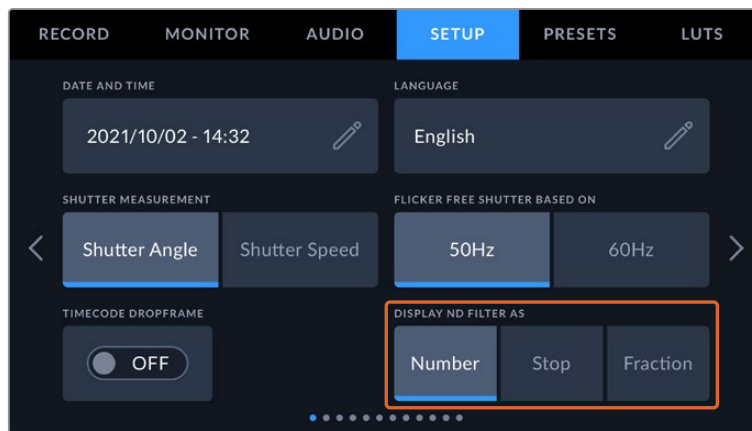 RECORD MONITOR AUDIO SETUP PRESETS LUTS
DATE AND TIME LANGUAGE
2021/10/02 - 14:32 English
SHUTTER MEASUREMENT FLICKER FREE SHUTTER BASED ON
Shutter Angle Shutter Speed 50Hz 60Hz
TIMECODE DROPFRAME DISPLAY ND FILTER AS
OFF Number Stop Fraction